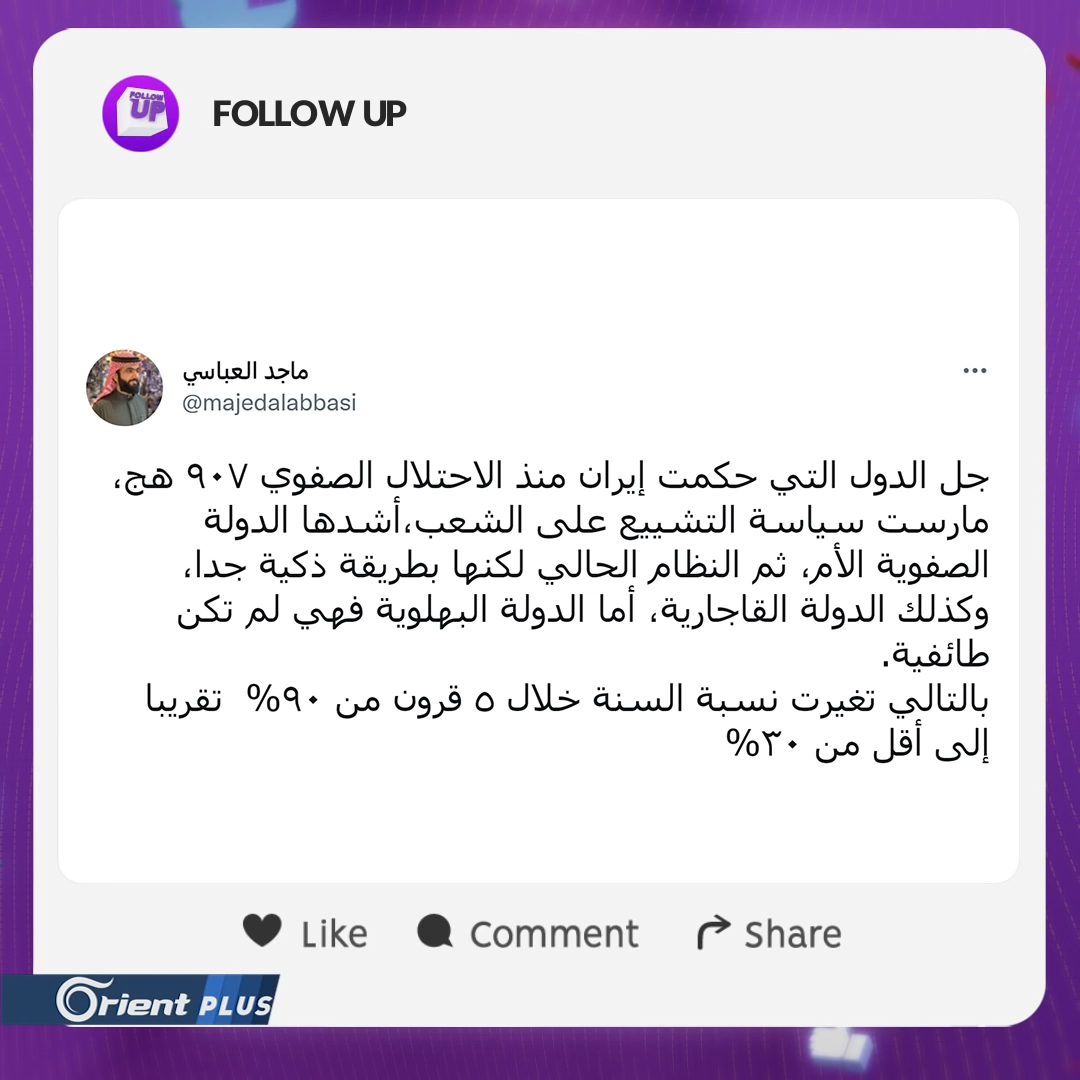 FOLLOW UP
FOLLOW UP
ماجد العباسي
@majedalabbasi
جل الدول التي حكمت إيران منذ الاحتلال الصفوي ٩٠٧ هج،
مارست سياسة التشييع على الشعب،أشدها الدولة
الصفوية الأم، ثم النظام الحالي لكنها بطريقة ذكية جدا،
وكذلك الدولة القاجارية، أما الدولة البهلوية فهي لم تكن
طائفية.
بالتالي تغيرت نسبة السنة خلال ٥ قرون من ٩٠% تقريبا
إلى أقل من ٣٠%
Like Comment Share
Orient PLUS